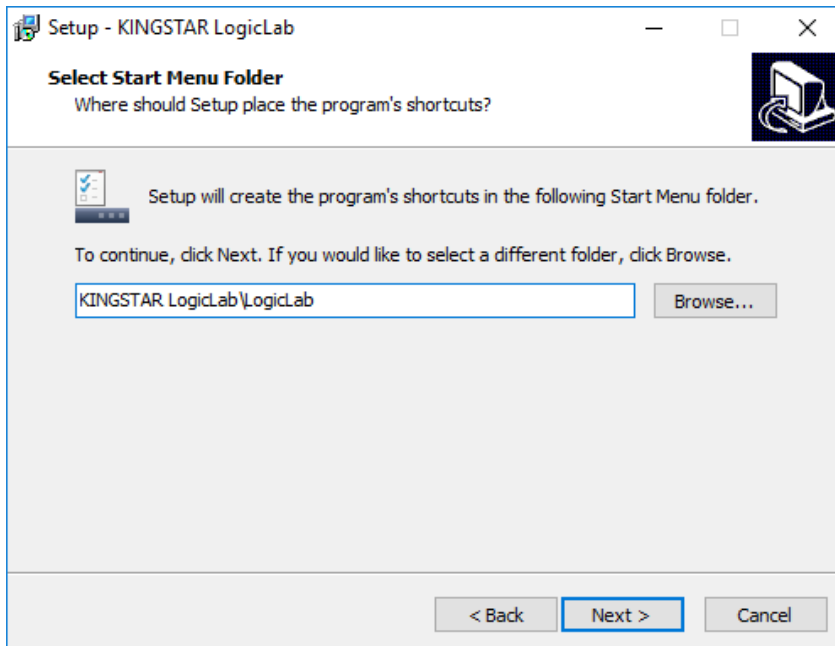 Setup - KINGSTAR LogicLab
Select Start Menu Folder
Where should Setup place the program's shortcuts?
Setup will create the program's shortcuts in the following Start Menu folder.
To continue, click Next. If you would like to select a different folder, click Browse.
KINGSTAR LogicLab\LogicLab
Browse...
< Back
Next >
Cancel